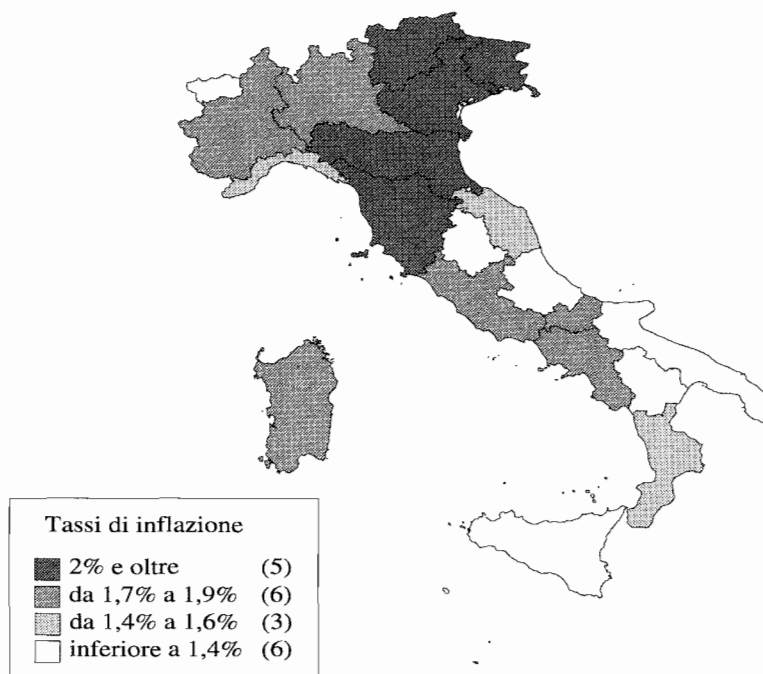 Tassi di inflazione
2% e oltre (5)
da 1,7% a 1,9% (6)
da 1,4% a 1,6% (3)
inferiore a 1,4% (6)